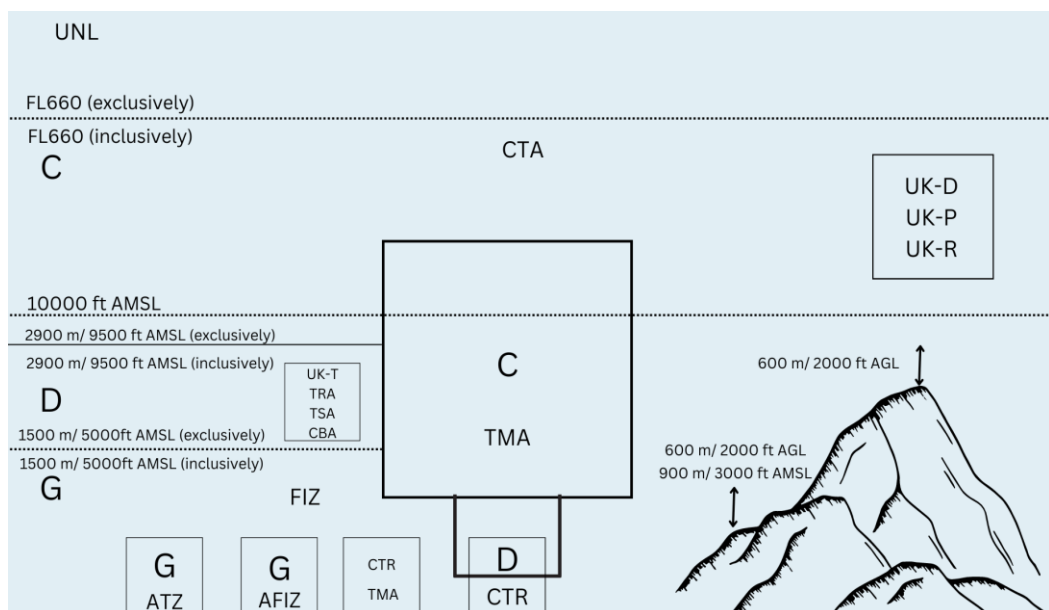 UNL
FL660 (exclusively)
FL660 (inclusively)
C
CTA
UK-D
UK-P
UK-R
10000 ft AMSL
2900 m/ 9500 ft AMSL (exclusively)
2900 m/ 9500 ft AMSL (inclusively)
D
UK-T
TRA
TSA
CBA
1500 m/ 5000ft AMSL (exclusively)
1500 m/ 5000ft AMSL (inclusively)
G
FIZ
C
TMA
600 m/ 2000 ft AGL
600 m/ 2000 ft AGL
900 m/ 3000 ft AMSL
G
ATZ
G
AFIZ
CTR
TMA
D
CTR